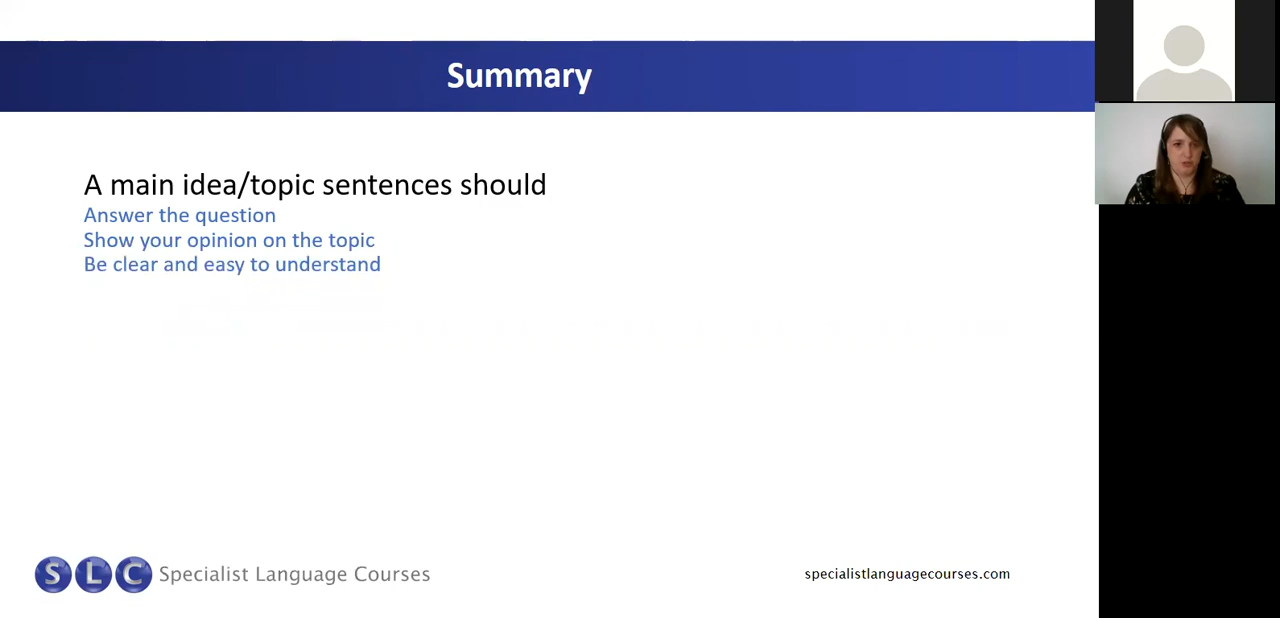 Summary
A main idea/topic sentences should
Answer the question
Show your opinion on the topic
Be clear and easy to understand
SLC Specialist Language Courses
specialistlanguagecourses.com